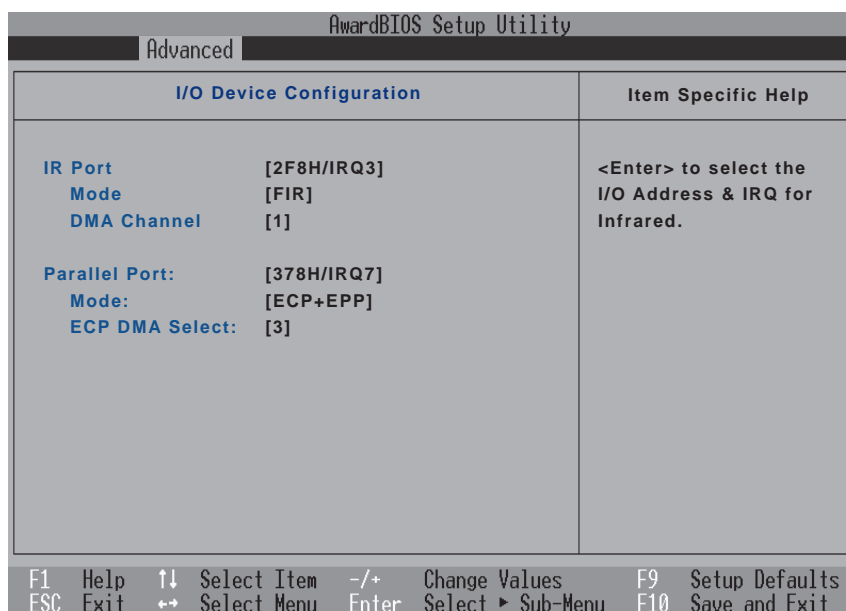 AwardBIOS Setup Utility
Advanced
I/O Device Configuration
Item Specific Help
IR Port [2F8H/IRQ3]
Mode [FIR]
DMA Channel [1]
Parallel Port: [378H/IRQ7]
Mode: [ECP+EPP]
ECP DMA Select: [3]
<Enter> to select the
I/O Address & IRQ for
Infrared.
F1 Help ↑↓ Select Item -/+ Change Values F9 Setup Defaults
ESC Exit ←→ Select Menu Enter Select ▶ Sub-Menu F10 Save and Exit